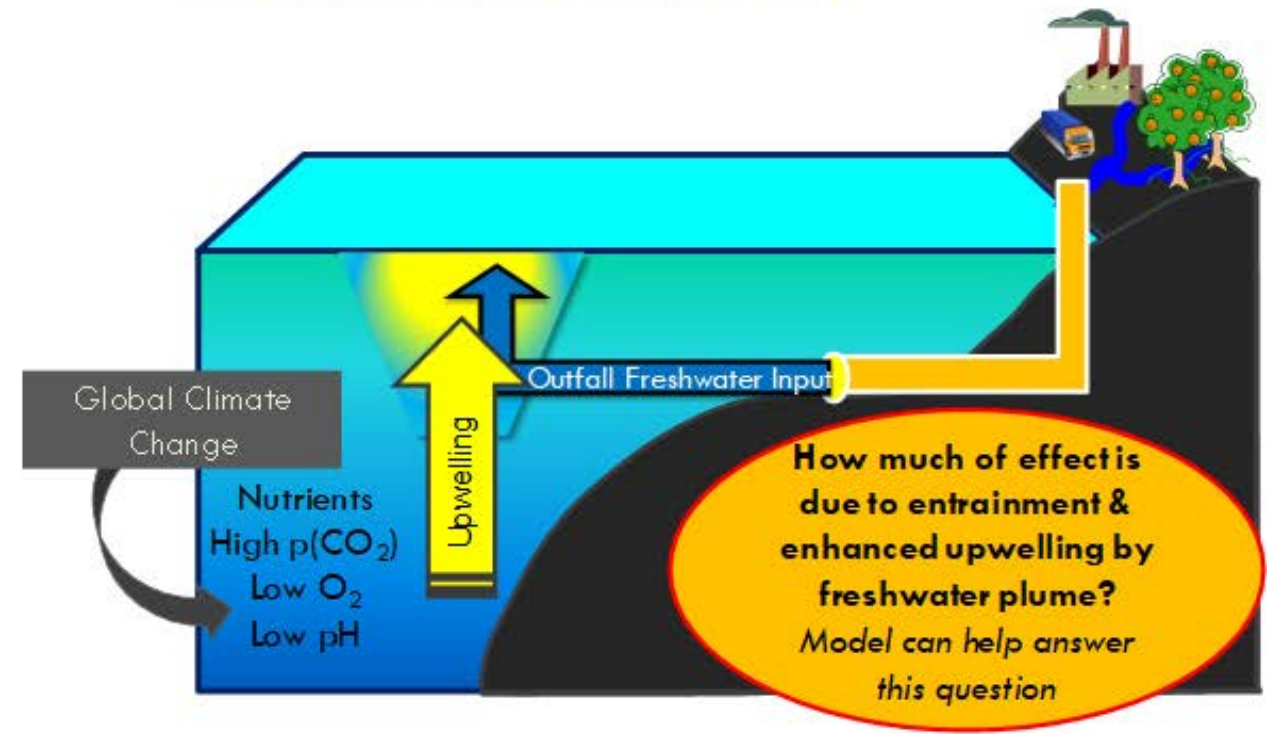 Outfall Freshwater Input
Global Climate
Change
Upwelling
Nutrients
High p(CO₂)
Low O₂
Low pH
How much of effect is
due to entrainment &
enhanced upwelling by
freshwater plume?
Model can help answer
this question